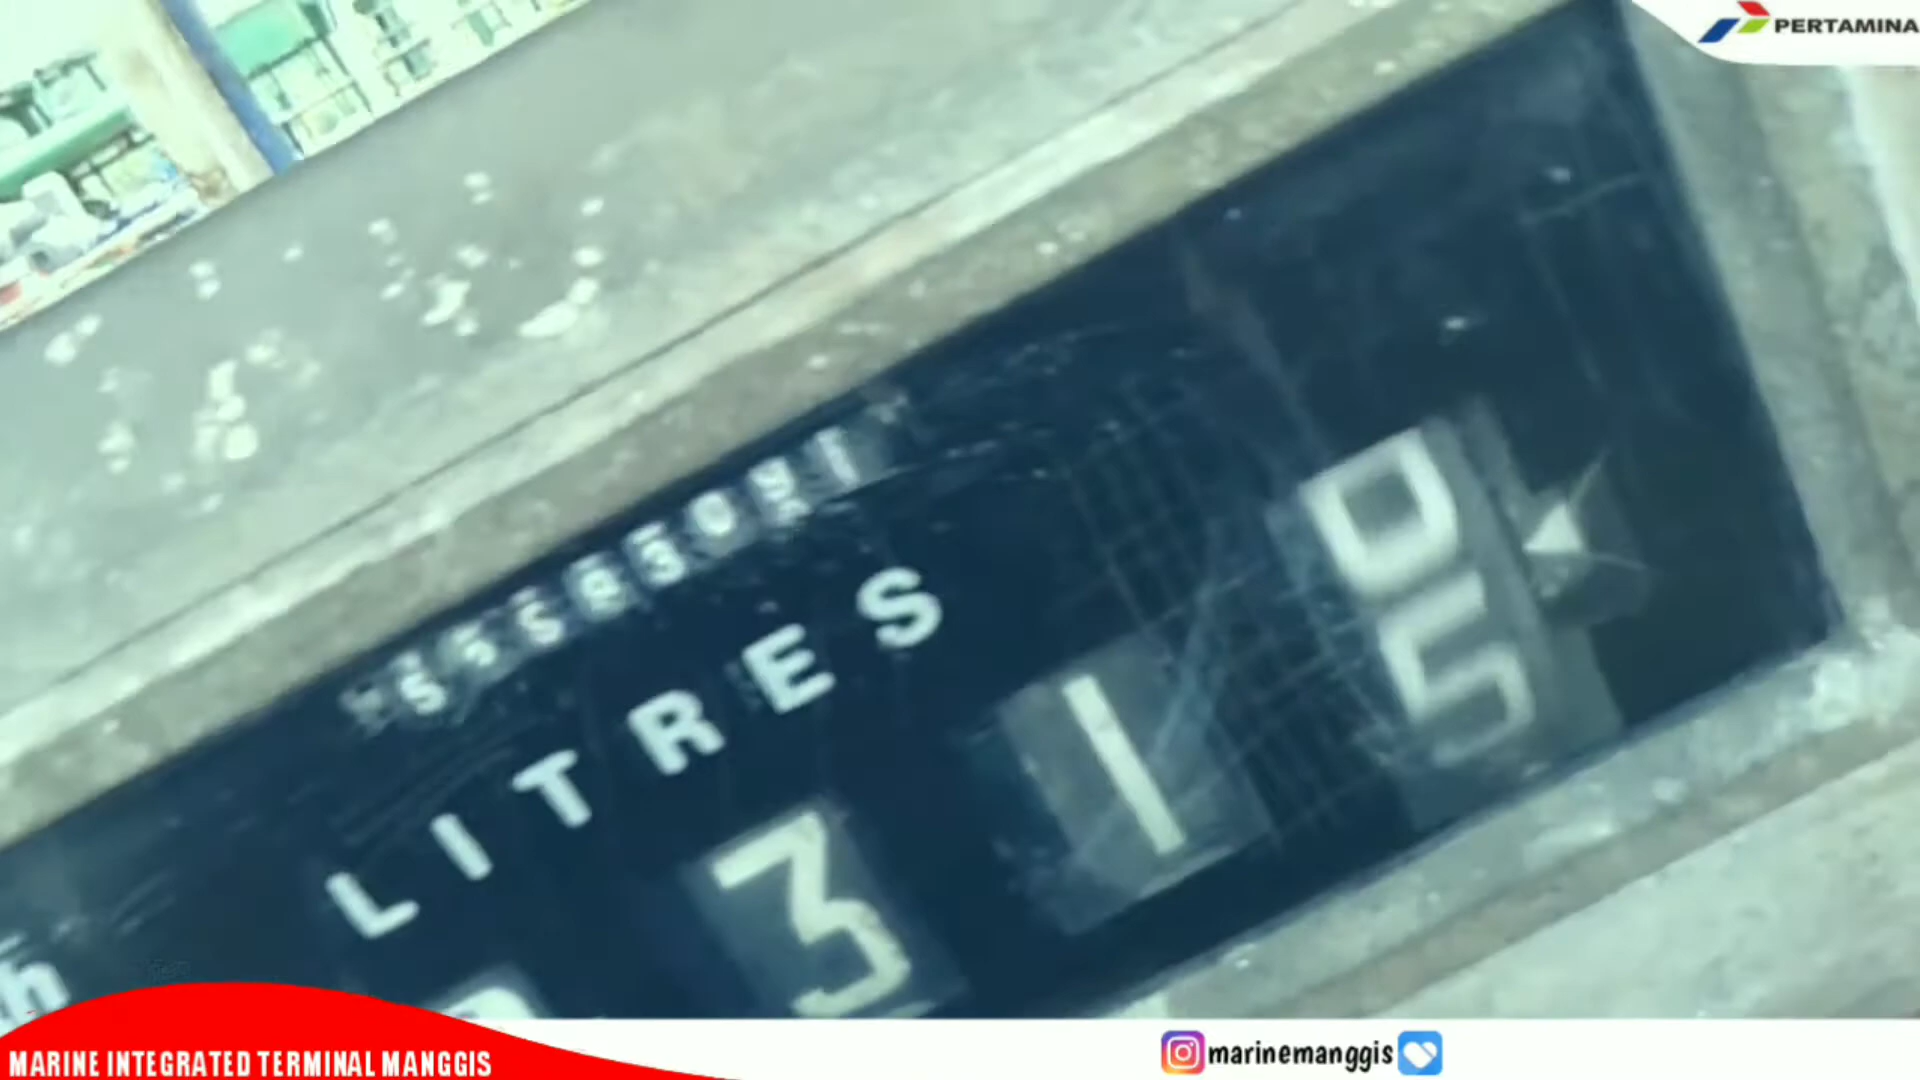 PERTAMINA
LITRES
3 1 0
5
MARINE INTEGRATED TERMINAL MANGGIS
marinemanggis